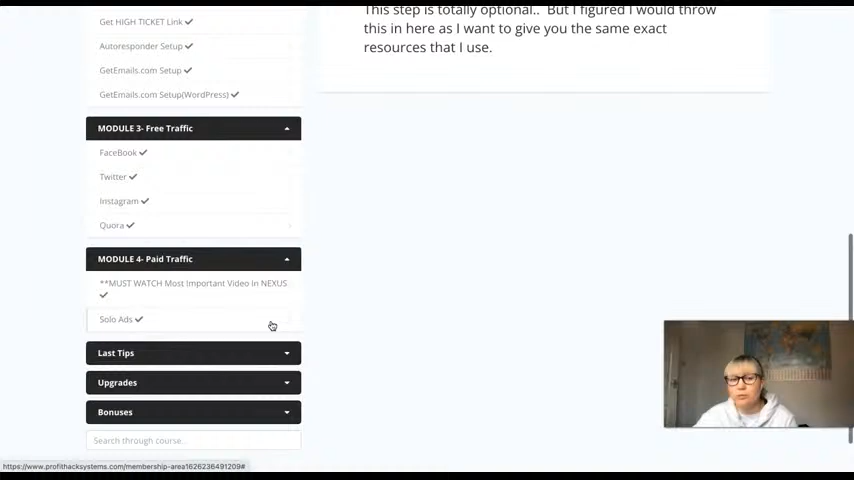 Get HIGH TICKET Link
Autoresponder Setup
GetEmails.com Setup
GetEmails.com Setup(WordPress)
MODULE 3- Free Traffic
FaceBook
Twitter
Instagram
Quora
MODULE 4- Paid Traffic
**MUST WATCH Most Important Video In NEXUS
Solo Ads
Last Tips
Upgrades
Bonuses
Search through course..
This step is totally optional.. But I figured I would throw
this in here as I want to give you the same exact
resources that I use.
https://www.profithacksystems.com/membership-area1626236491209#